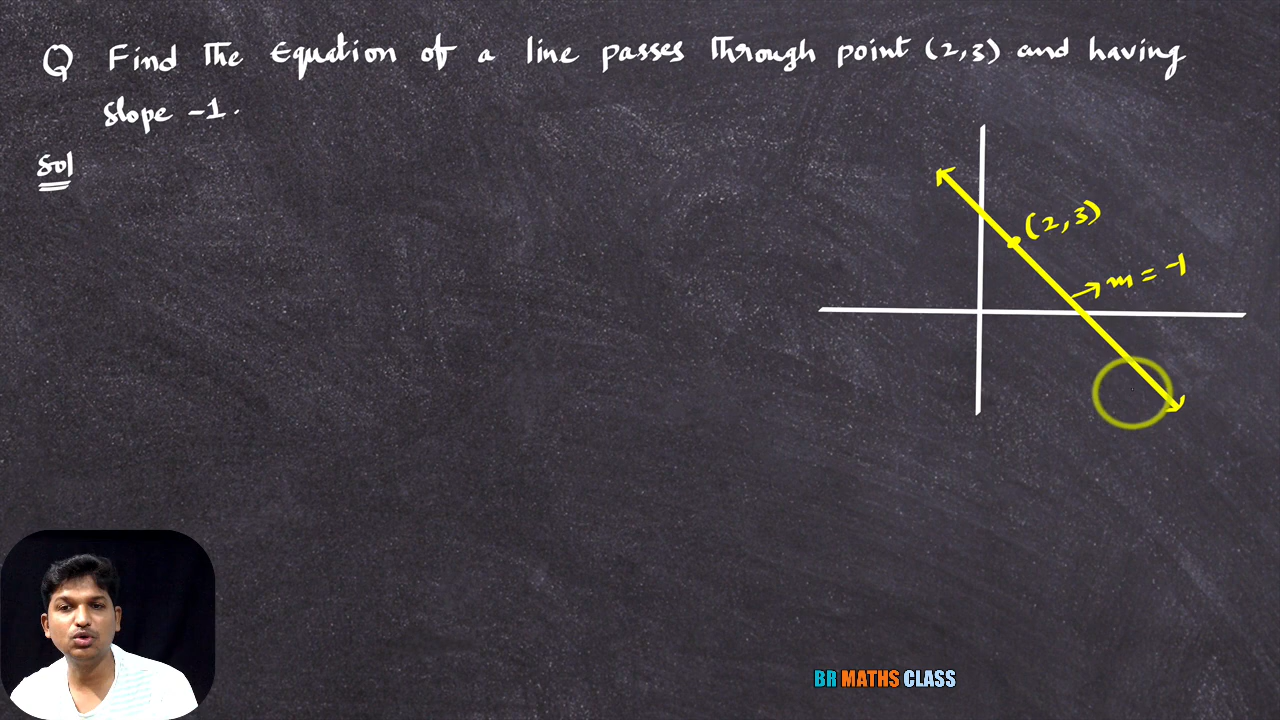 Q Find the Equation of a line passes through point (2,3) and having
slope -1.
Sol
(2,3)
m = -1
BR MATHS CLASS